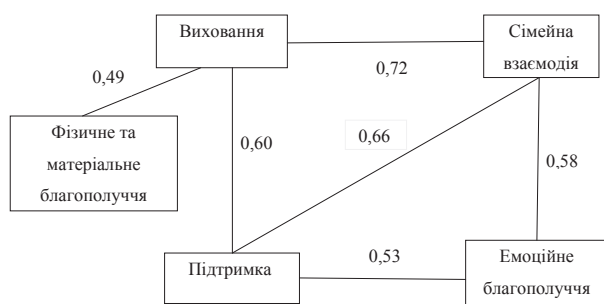 Виховання
Сімейна
взаємодія
0,49
0,72
Фізичне та
матеріальне
благополуччя
0,60
0,66
0,58
Підтримка
0,53
Емоційне
благополуччя